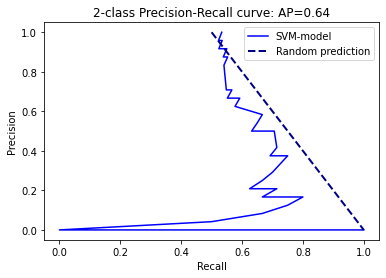 2-class Precision-Recall curve: AP=0.64
SVM-model
Random prediction
Precision
1.0
0.8
0.6
0.4
0.2
0.0
0.0 0.2 0.4 0.6 0.8 1.0
Recall